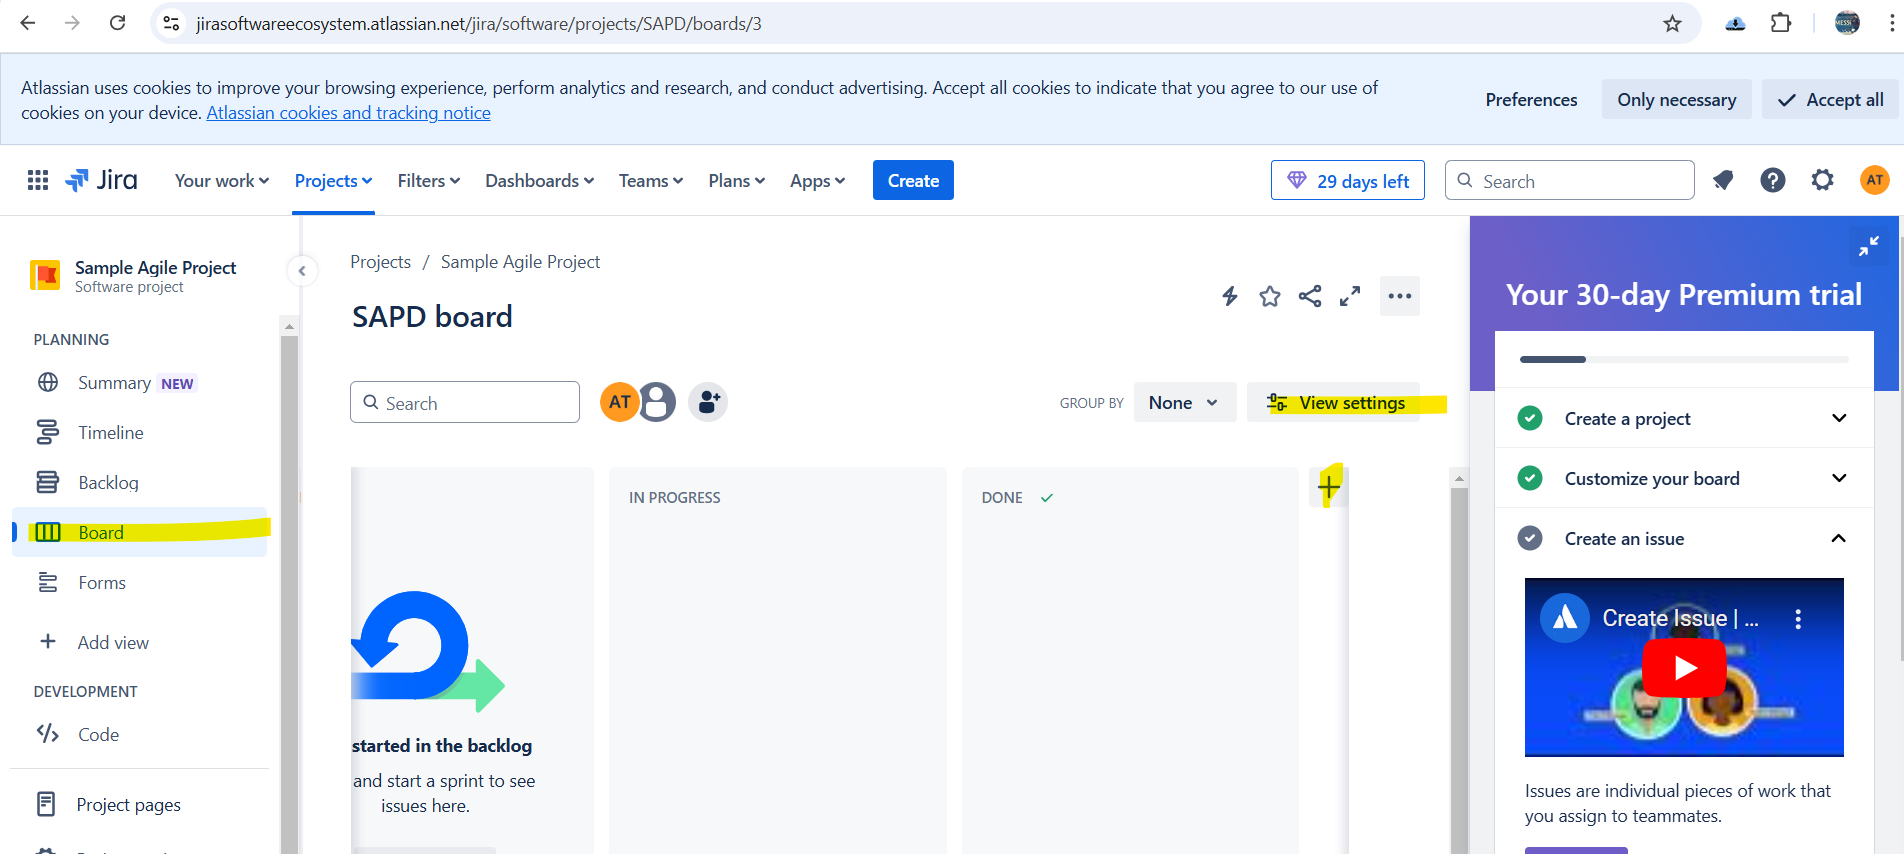 jirasoftwareecosystem.atlassian.net/jira/software/projects/SAPD/boards/3
Atlassian uses cookies to improve your browsing experience, perform analytics and research, and conduct advertising. Accept all cookies to indicate that you agree to our use of
cookies on your device. Atlassian cookies and tracking notice
Preferences
Only necessary
Accept all
Jira
Your work
Projects
Filters
Dashboards
Teams
Plans
Apps
Create
29 days left
Search
AT
Sample Agile Project
Software project
PLANNING
Summary NEW
Timeline
Backlog
Board
Forms
Add view
DEVELOPMENT
Code
Project pages
Projects / Sample Agile Project
SAPD board
Search
AT
GROUP BY
None
View settings
IN PROGRESS
DONE
started in the backlog
and start a sprint to see
issues here.
Your 30-day Premium trial
Create a project
Customize your board
Create an issue
Create Issue | ...
Issues are individual pieces of work that
you assign to teammates.